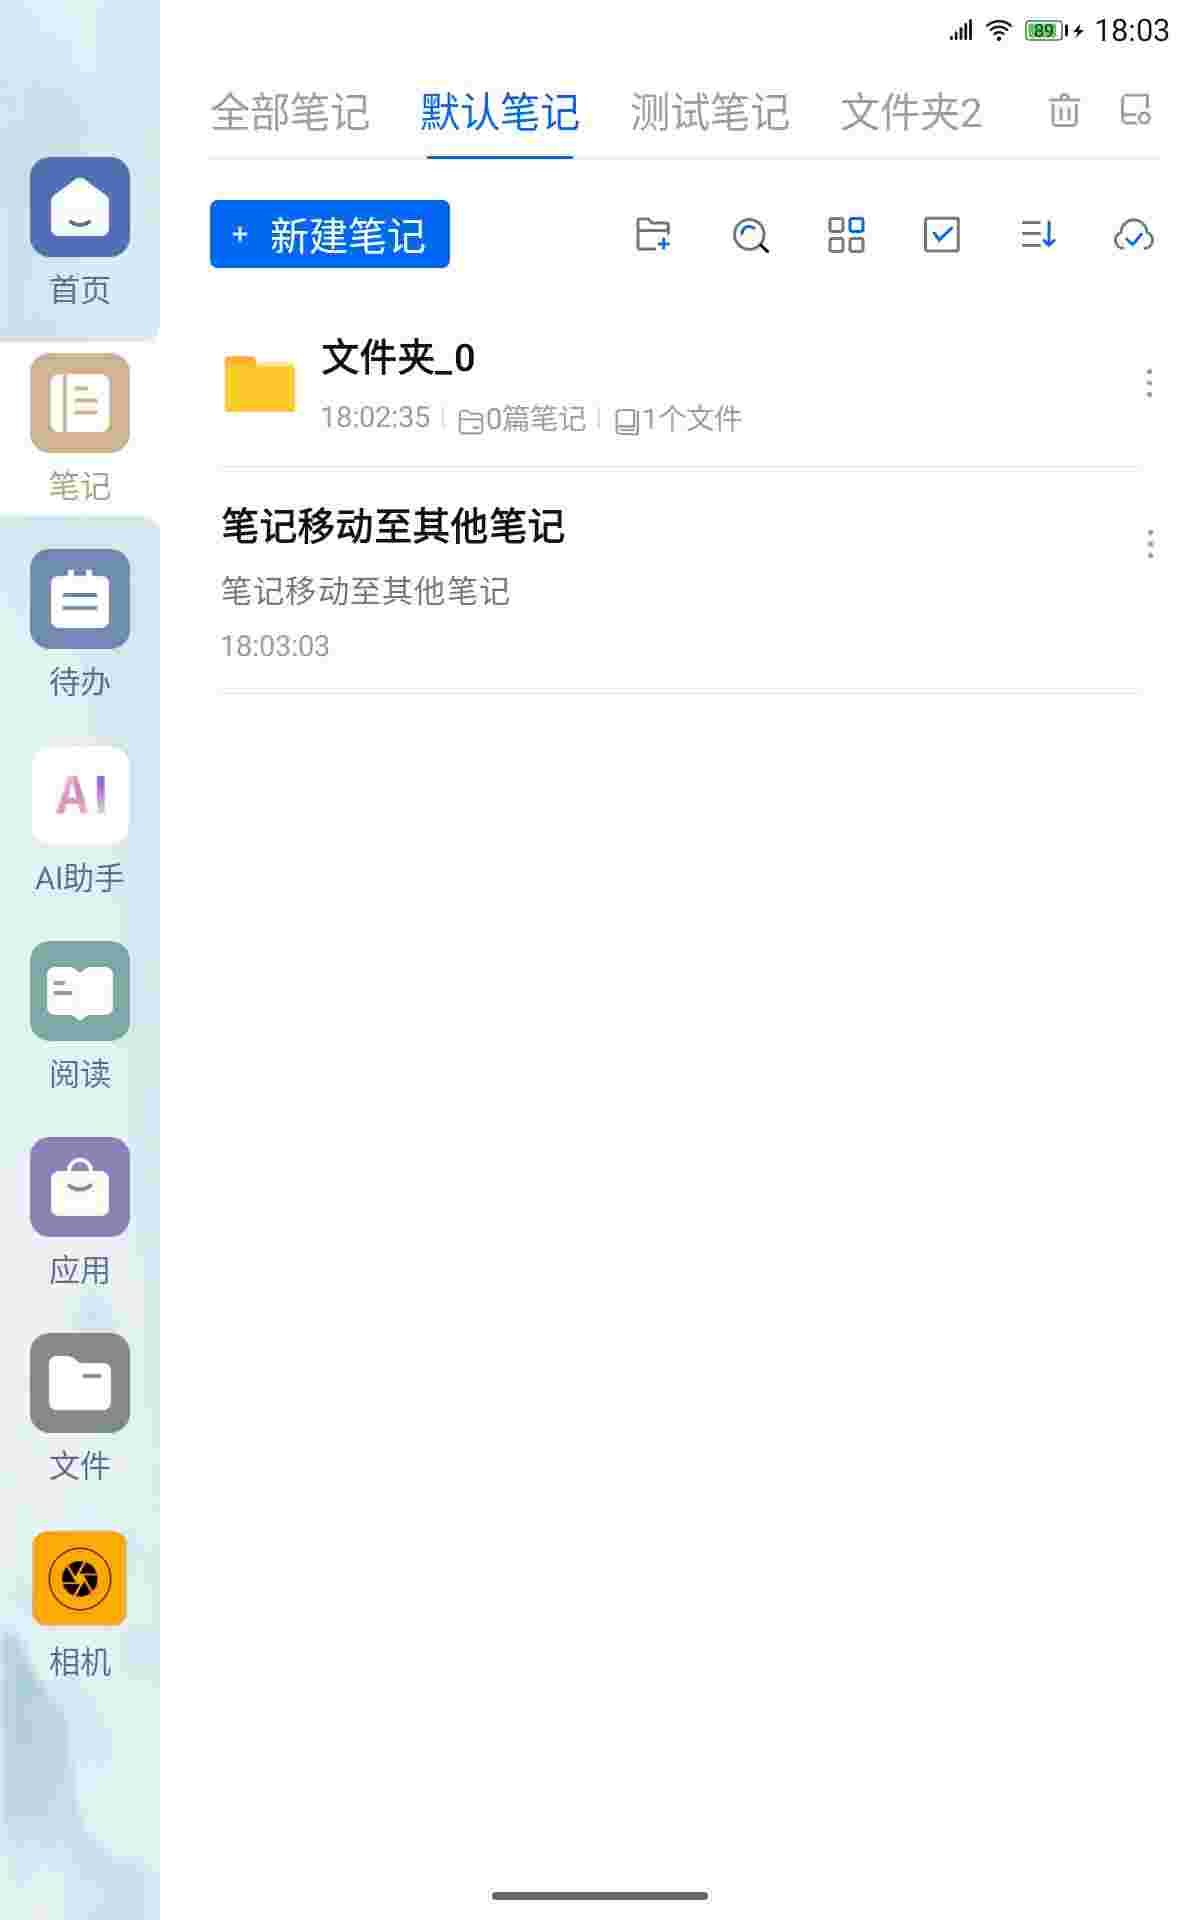 89 18:03
全部笔记 默认笔记 测试笔记 文件夹2
+ 新建笔记
文件夹_0
18:02:35 0篇笔记 1个文件
笔记移动至其他笔记
笔记移动至其他笔记
18:03:03
首页
笔记
待办
AI
AI助手
阅读
应用
文件
相机